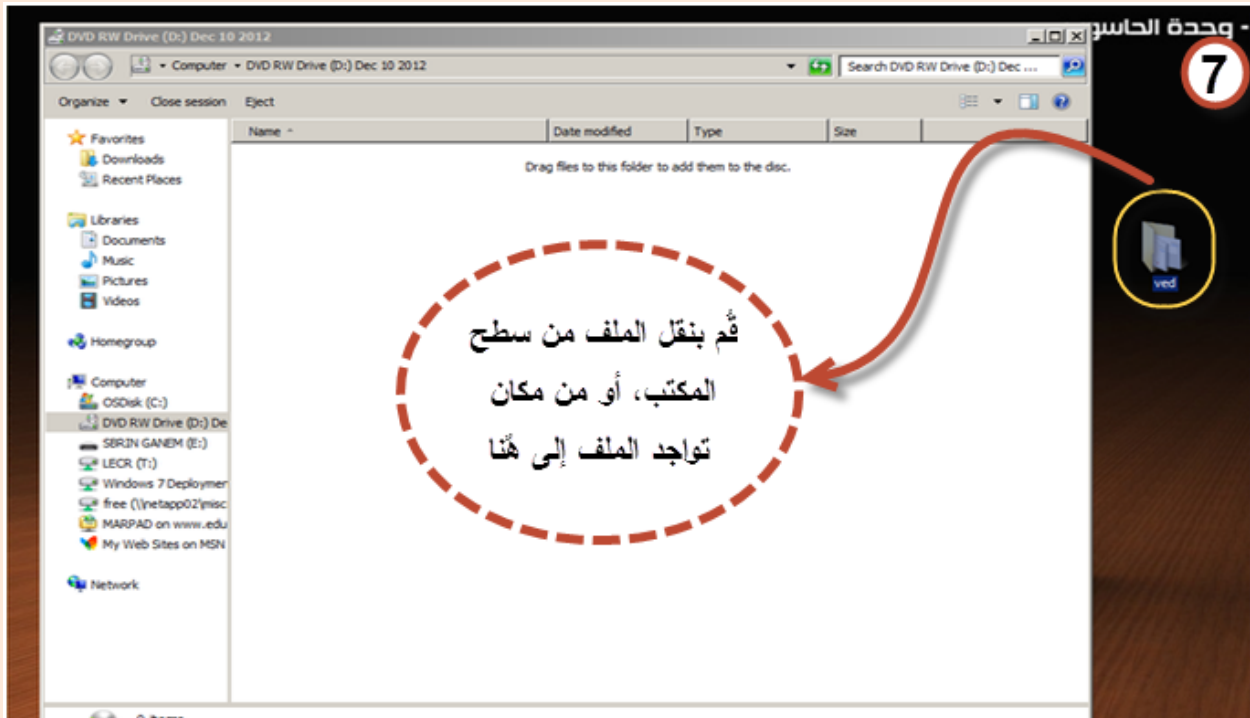 - وحدة الحاسو
7
DVD RW Drive (D:) Dec 10 2012
Computer DVD RW Drive (D:) Dec 10 2012
Search DVD RW Drive (D:) Dec ...
Organize Close session Eject
Name Date modified Type Size
Drag files to this folder to add them to the disc.
Favorites
Downloads
Recent Places
Libraries
Documents
Music
Pictures
Videos
Homegroup
Computer
OSDisk (C:)
DVD RW Drive (D:) De
SBRIN GANEM (E:)
LECR (T:)
Windows 7 Deploymer
free (\\netapp02\misc
MARPAD on www.edu
My Web Sites on MSN
Network
ved
قُم بنقل الملف من سطح
المكتب، أو من مكان
تواجد الملف إلى هُنا